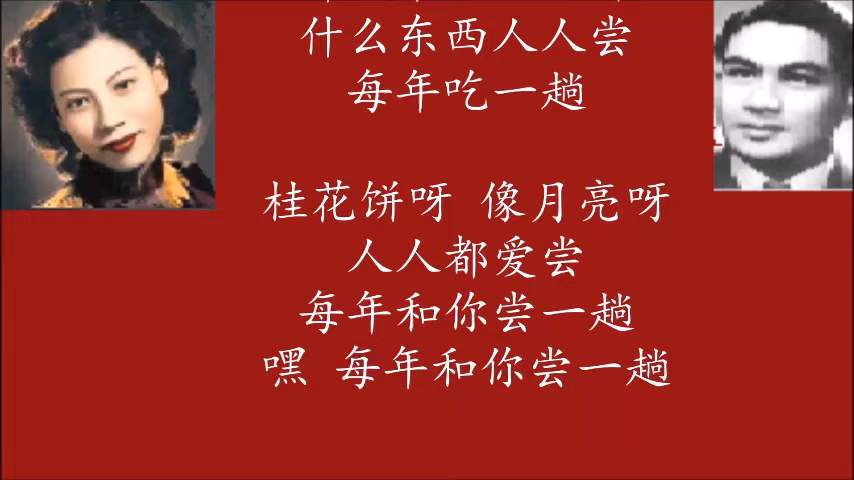 什么东西人人尝
每年吃一趟
桂花饼呀 像月亮呀
人人都爱尝
每年和你尝一趟
嘿 每年和你尝一趟